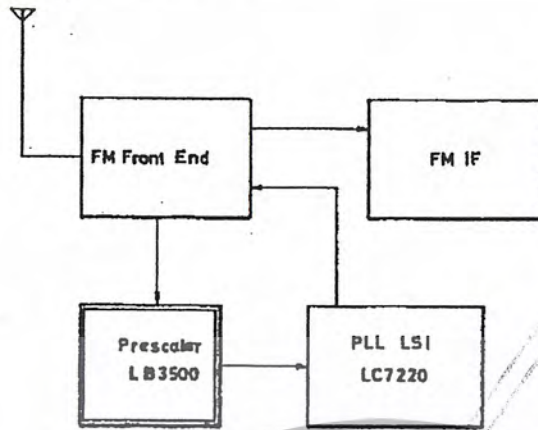 FM Front End
FM IF
Prescaler
LB3500
PLL LSI
LC7220